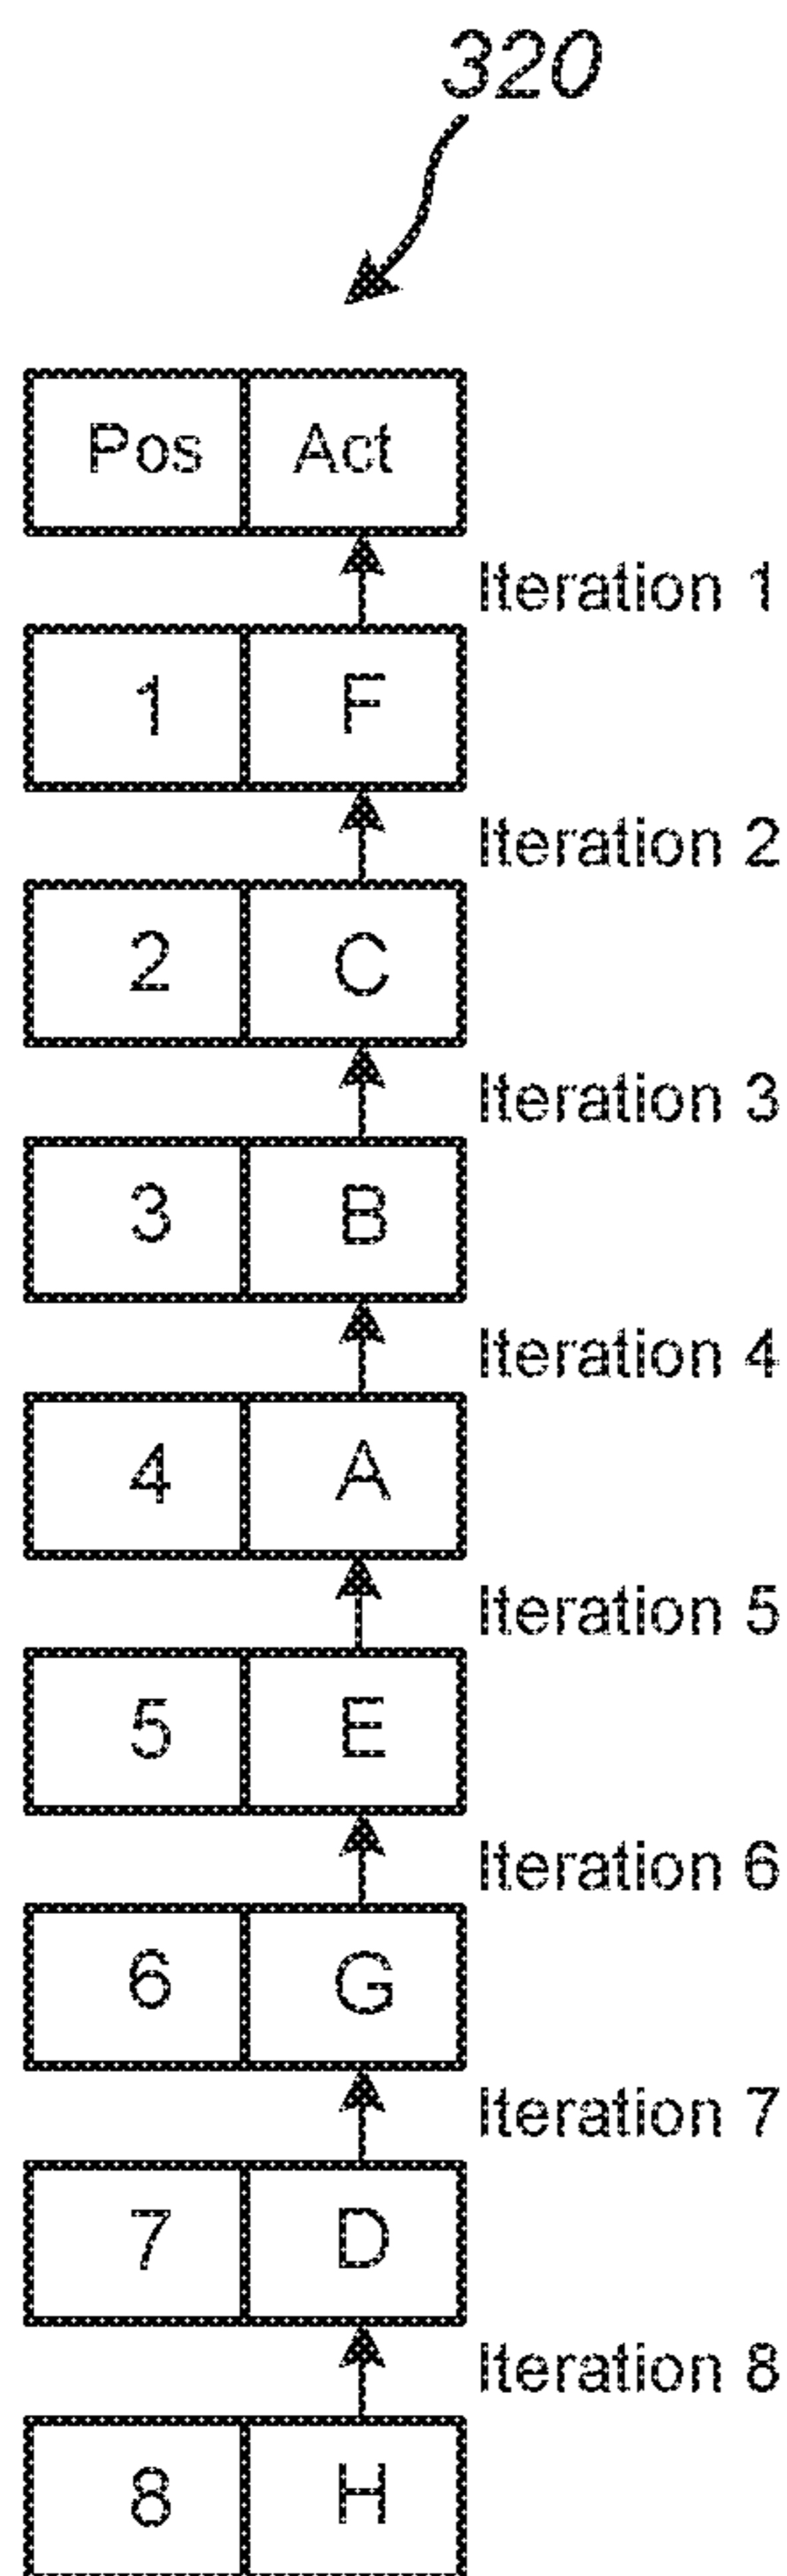 320
Pos Act
Iteration 1
1 F
Iteration 2
2 C
Iteration 3
3 B
Iteration 4
4 A
Iteration 5
5 E
Iteration 6
6 G
Iteration 7
7 D
Iteration 8
8 H